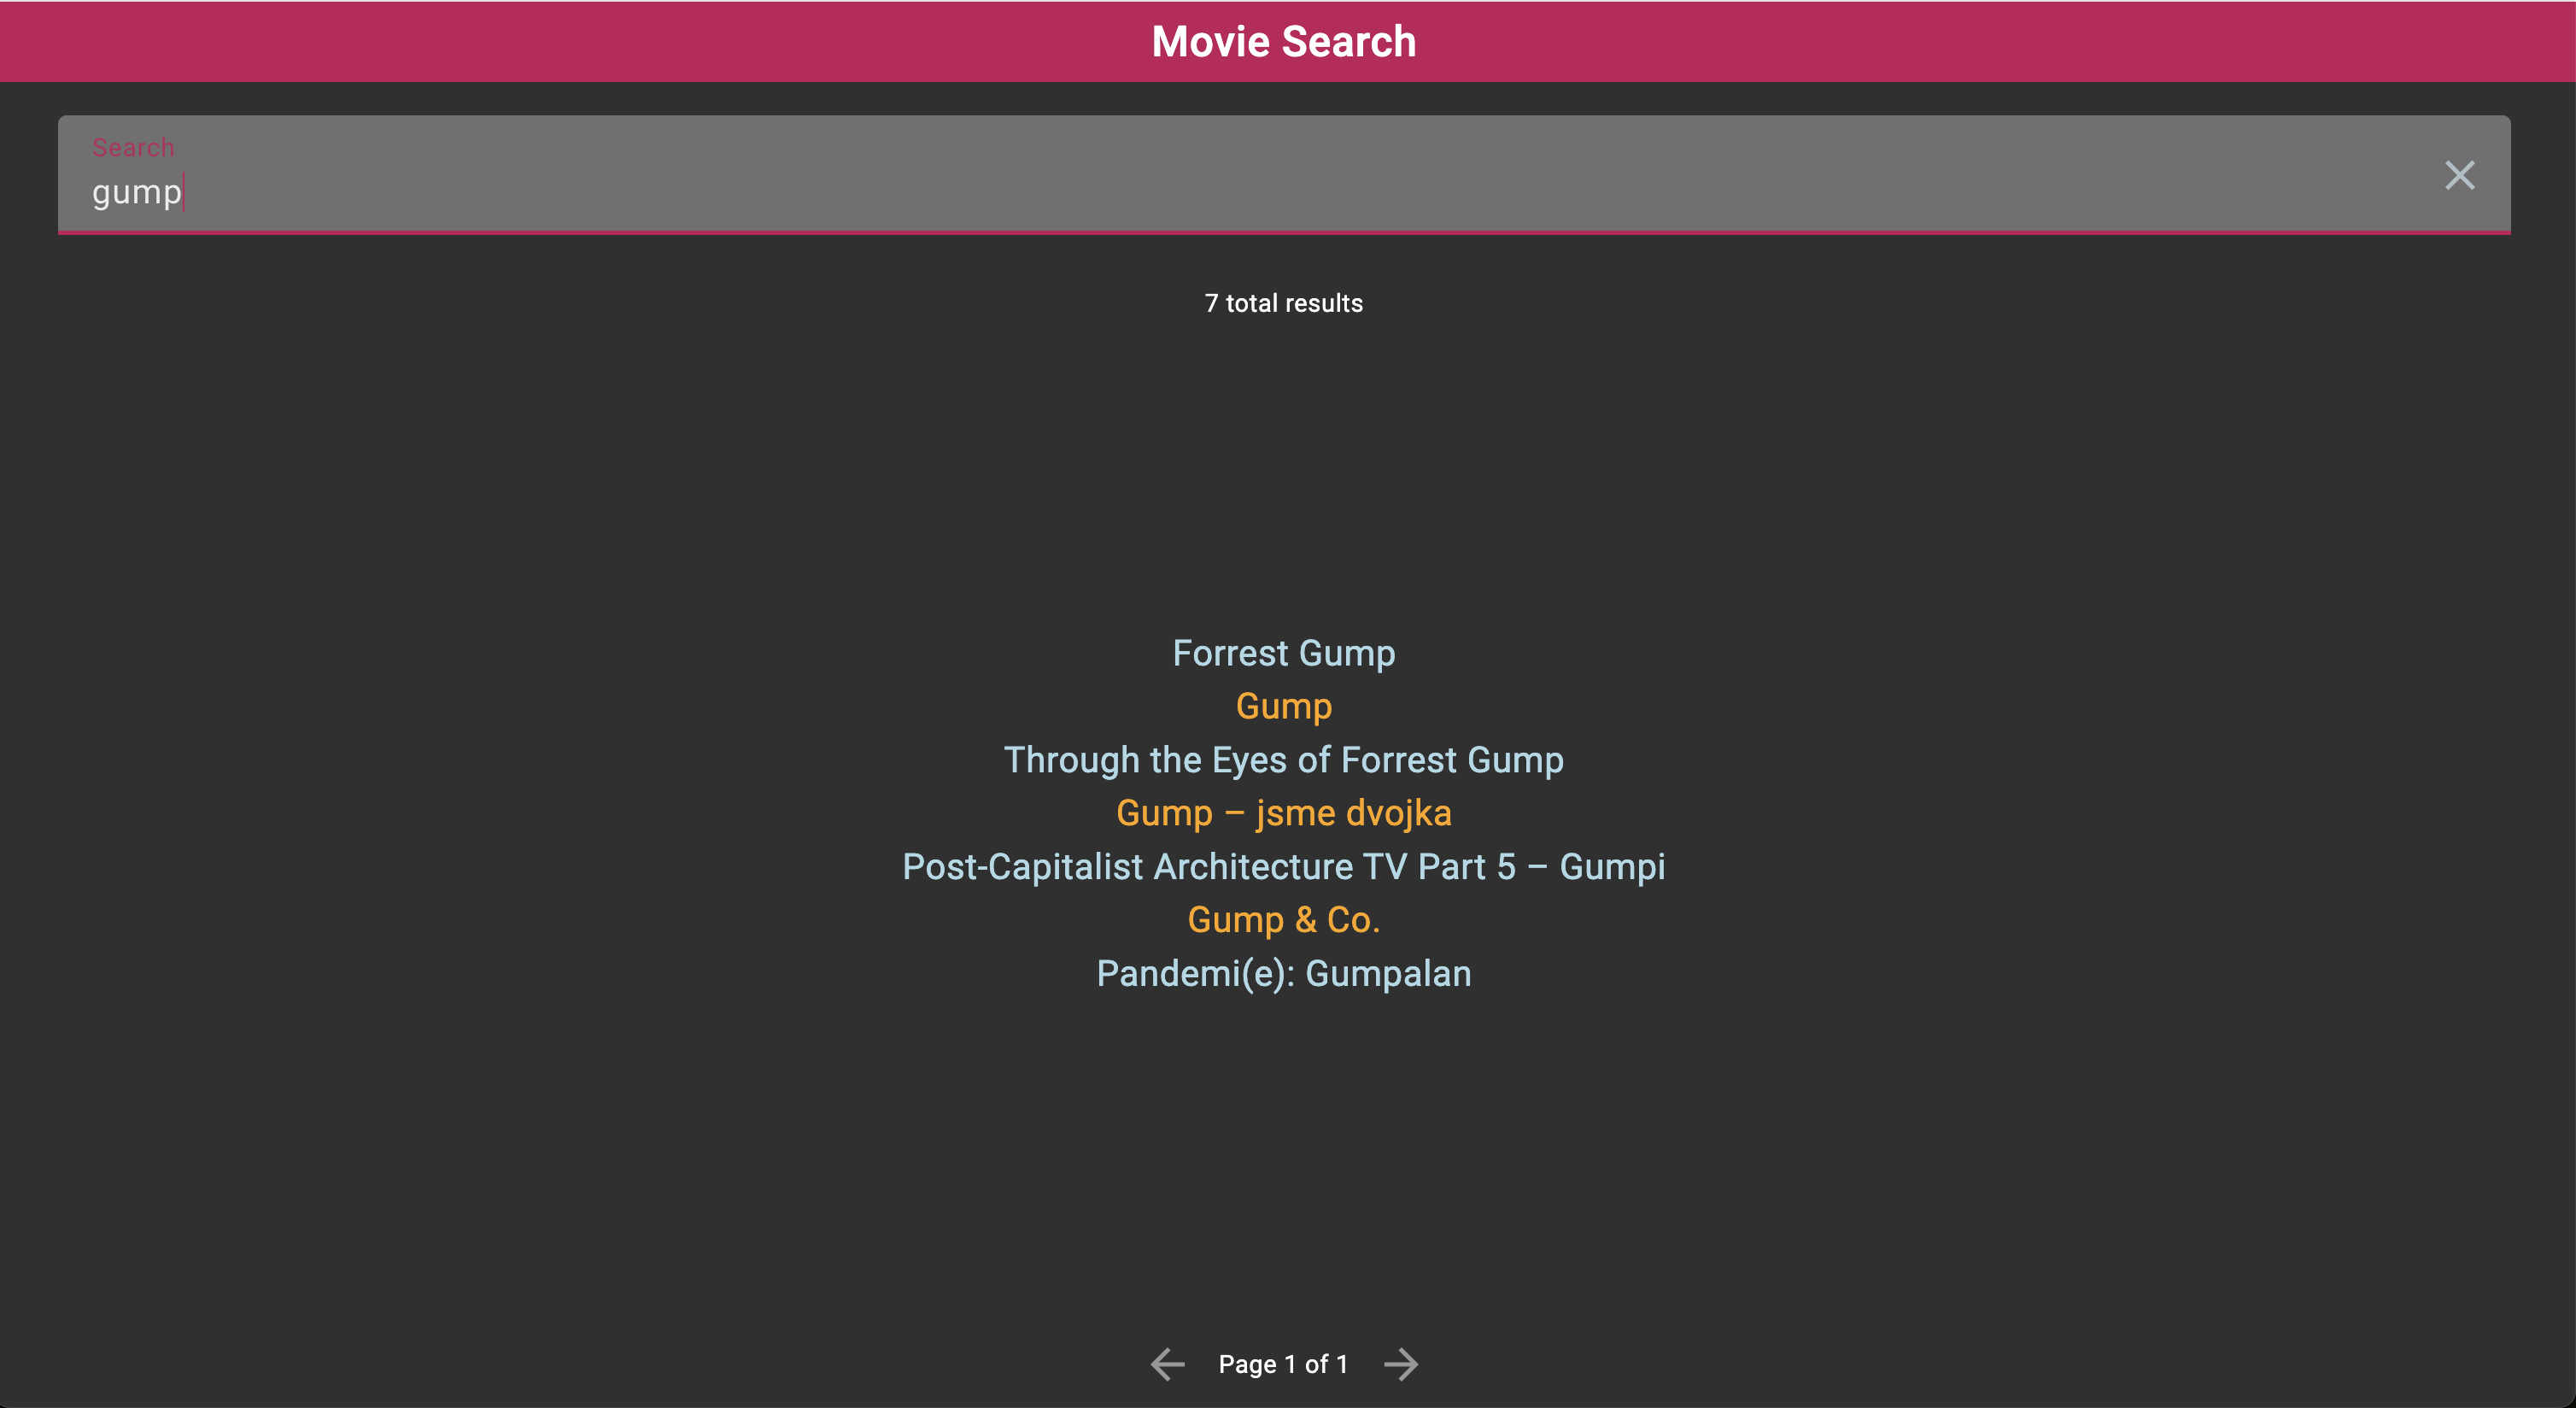 Movie Search
Search
gump
7 total results
Forrest Gump
Gump
Through the Eyes of Forrest Gump
Gump – jsme dvojka
Post-Capitalist Architecture TV Part 5 – Gumpi
Gump & Co.
Pandemi(e): Gumpalan
Page 1 of 1